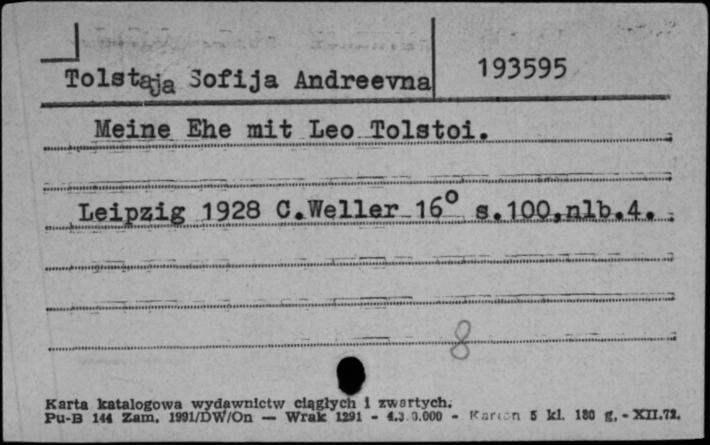 Tolstaja Sofija Andreevna 193595
Meine Ehe mit Leo Tolstoi.
Leipzig 1928 C.Weller 16° s.100,nlb.4.
8
Karta katalogowa wydawnictw ciągłych i zwartych.
Pu-B 144 Zam. 1991/DW/On — Wrak 1291 - 4.3 0.000 - Karton 5 kl. 180 g, - XII.72.